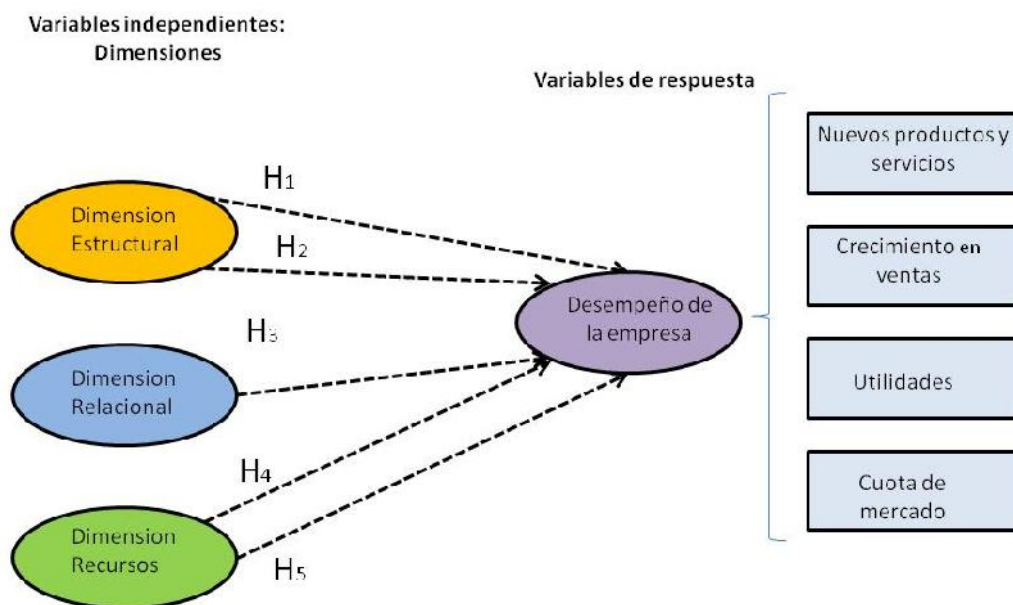 Variables independientes:
Dimensiones
Variables de respuesta
Nuevos productos y
servicios
H1
Dimension
Estructural
H2
Crecimiento en
ventas
Desempeño de
la empresa
H3
Dimension
Relacional
Utilidades
H4
Cuota de
mercado
Dimension
Recursos
H5